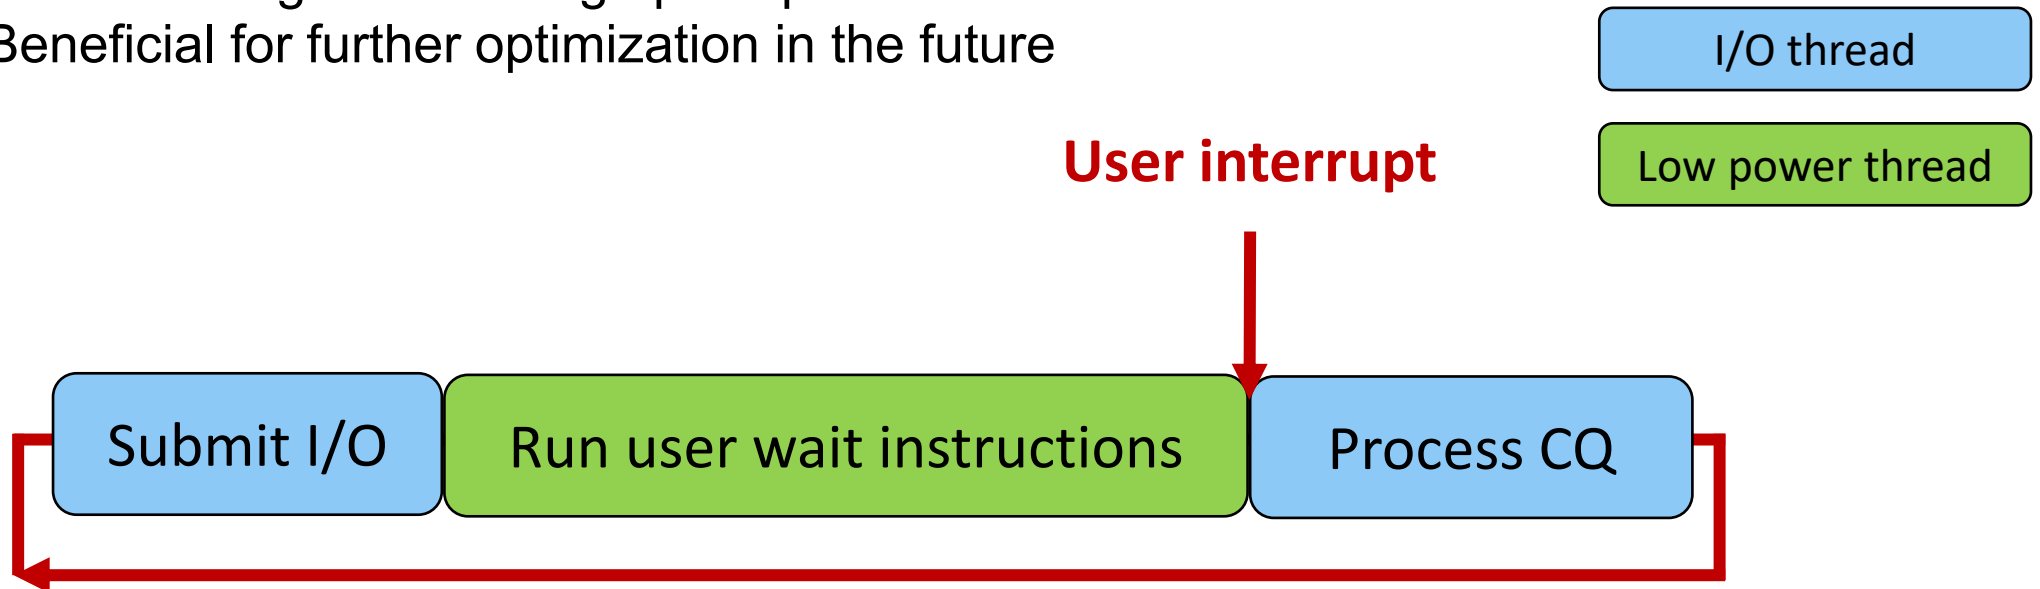 Beneficial for further optimization in the future
I/O thread
Low power thread
User interrupt
Submit I/O
Run user wait instructions
Process CQ